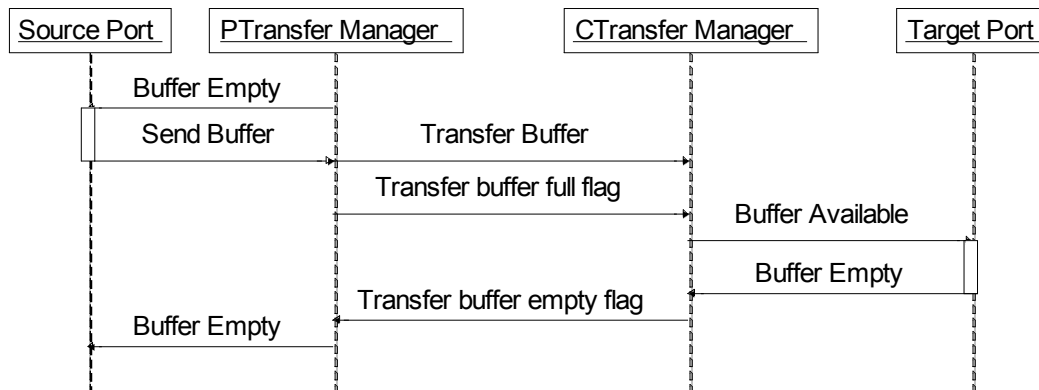 Source Port
PTransfer Manager
CTransfer Manager
Target Port
Buffer Empty
Send Buffer
Transfer Buffer
Transfer buffer full flag
Buffer Available
Buffer Empty
Transfer buffer empty flag
Buffer Empty